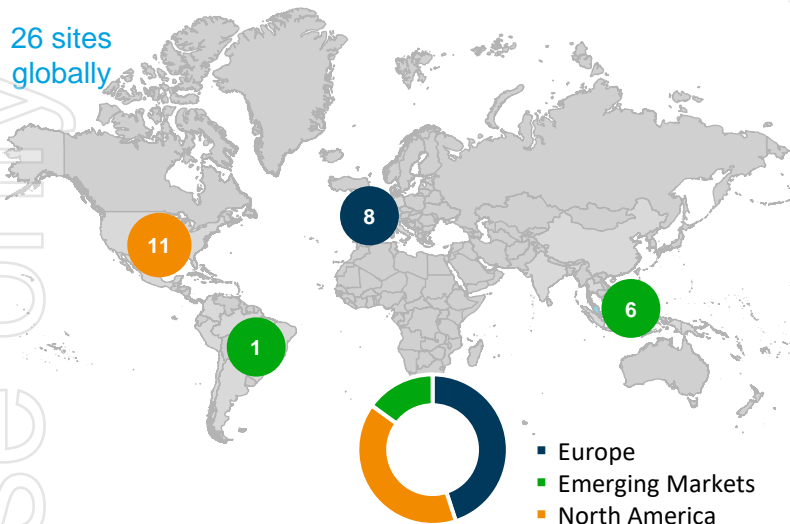 26 sites
globally
11
8
6
1
Europe
Emerging Markets
North America